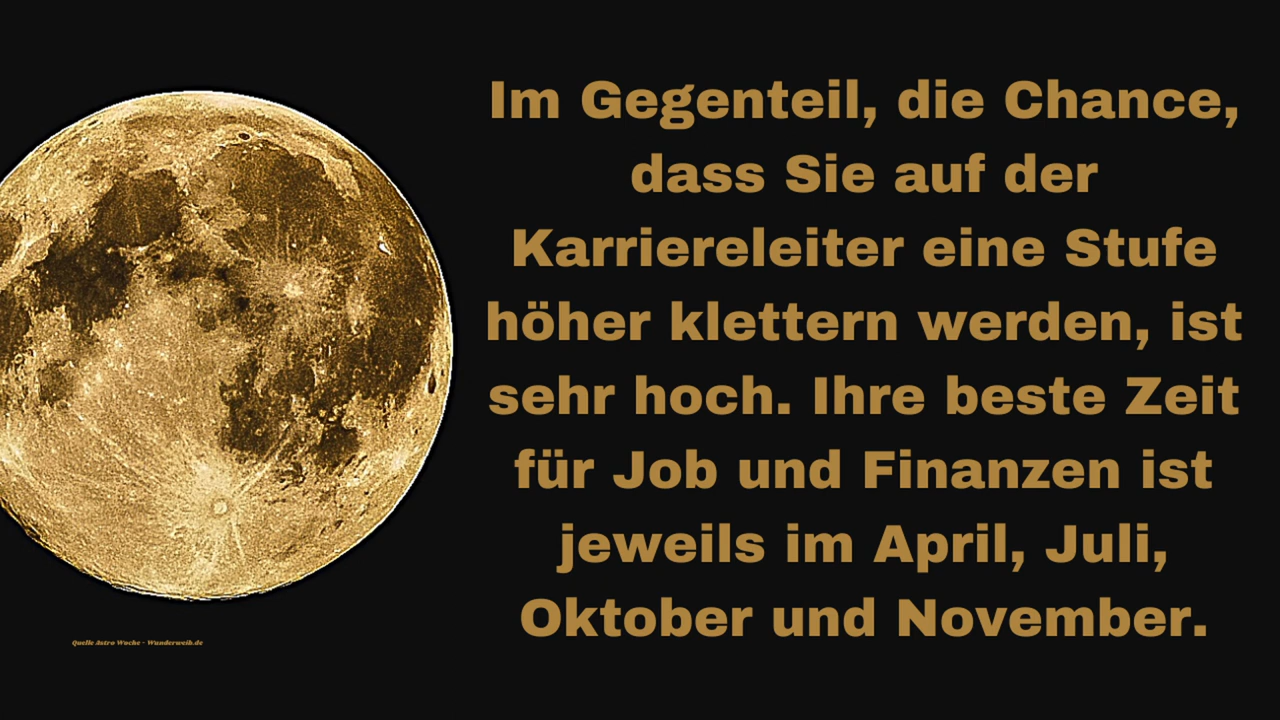 Im Gegenteil, die Chance,
dass Sie auf der
Karriereleiter eine Stufe
höher klettern werden, ist
sehr hoch. Ihre beste Zeit
für Job und Finanzen ist
jeweils im April, Juli,
Oktober und November.
Quelle Astro Woche - Wunderweib.de